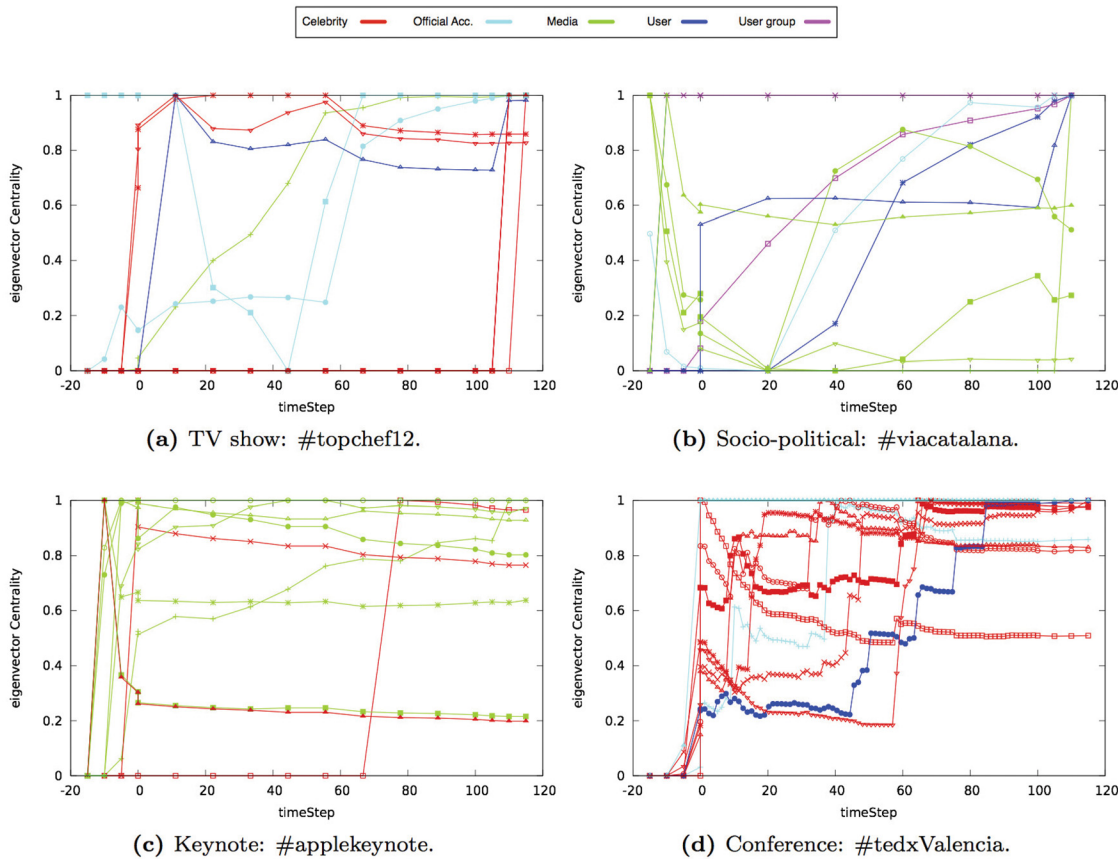 Celebrity Official Acc. Media User User group
eigenvector Centrality
1
0.8
0.6
0.4
0.2
0
-20 0 20 40 60 80 100 120
timeStep
(a) TV show: #topchef12.
eigenvector Centrality
1
0.8
0.6
0.4
0.2
0
-20 0 20 40 60 80 100 120
timeStep
(b) Socio-political: #viacatalana.
eigenvector Centrality
1
0.8
0.6
0.4
0.2
0
-20 0 20 40 60 80 100 120
timeStep
(c) Keynote: #applekeynote.
eigenvector Centrality
1
0.8
0.6
0.4
0.2
0
-20 0 20 40 60 80 100 120
timeStep
(d) Conference: #tedxValencia.